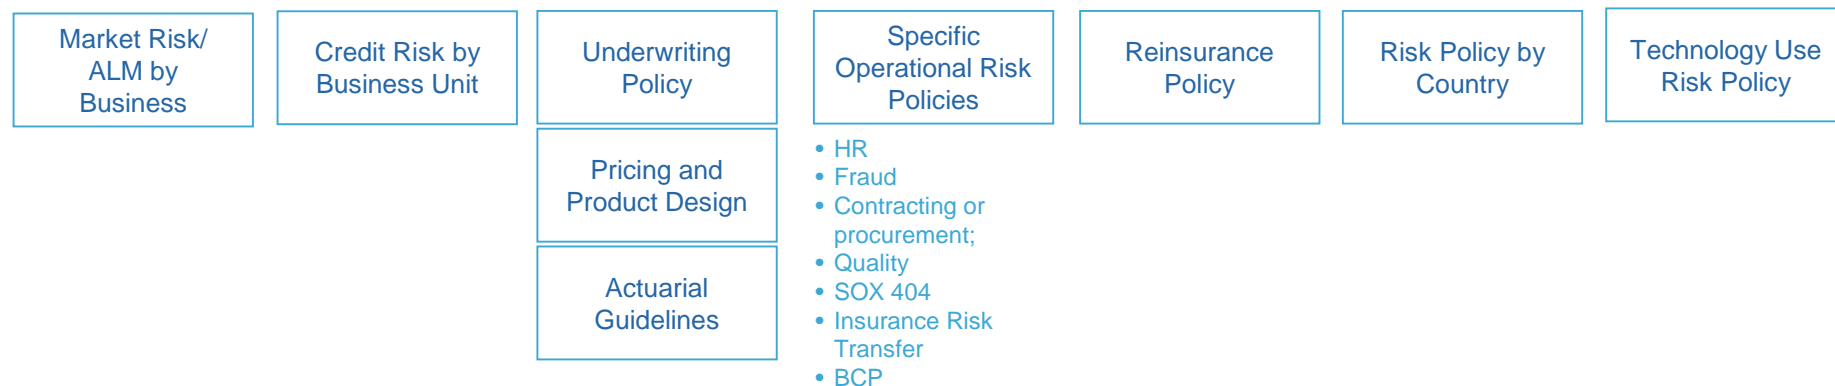 Market Risk/
ALM by
Business
Credit Risk by
Business Unit
Underwriting
Policy
Pricing and
Product Design
Actuarial
Guidelines
Specific
Operational Risk
Policies
• HR
• Fraud
• Contracting or
procurement;
• Quality
• SOX 404
• Insurance Risk
Transfer
• BCP
Reinsurance
Policy
Risk Policy by
Country
Technology Use
Risk Policy